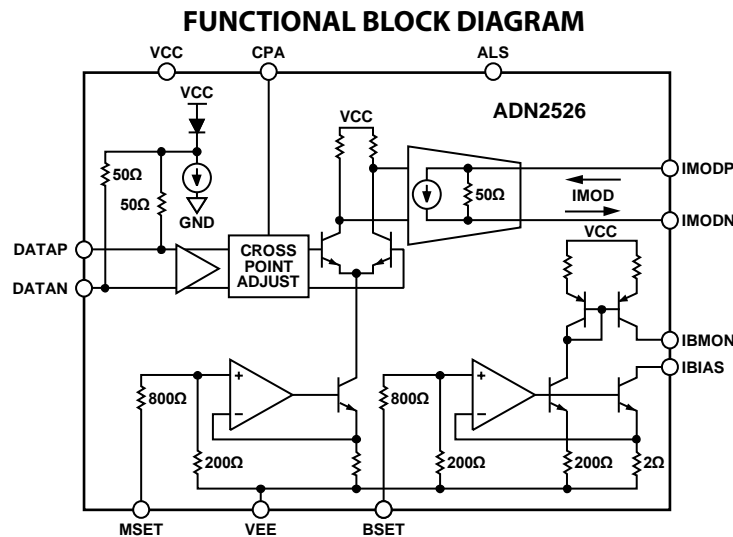 FUNCTIONAL BLOCK DIAGRAM
VCC CPA ALS
VCC
VCC
ADN2526
50Ω
50Ω
GND
50Ω
IMOD
IMODP
IMODN
DATAP
DATAN
CROSS
POINT
ADJUST
VCC
IBMON
IBIAS
800Ω
+
–
200Ω
800Ω
+
–
200Ω
200Ω
2Ω
MSET VEE BSET